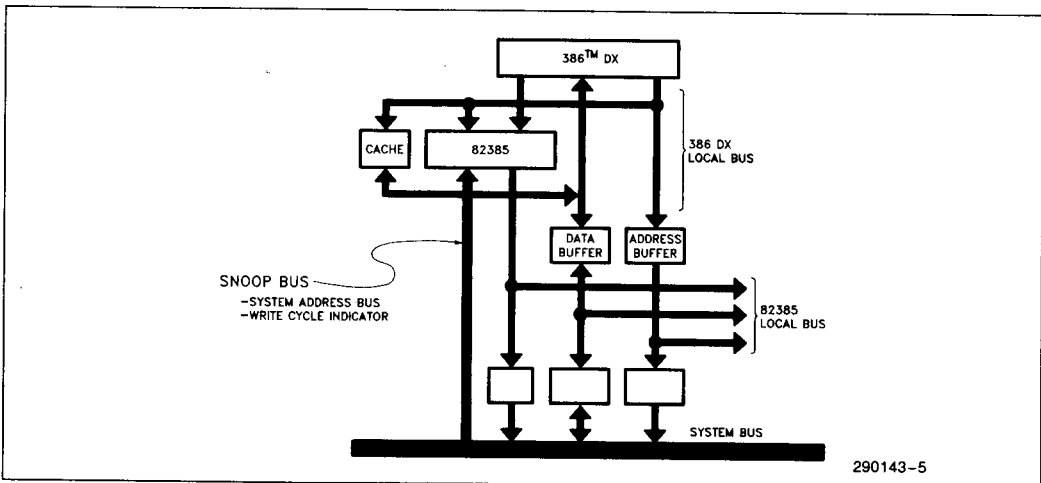 386™ DX
CACHE
82385
386 DX
LOCAL BUS
DATA
BUFFER
ADDRESS
BUFFER
SNOOP BUS
-SYSTEM ADDRESS BUS
-WRITE CYCLE INDICATOR
82385
LOCAL BUS
SYSTEM BUS
290143-5